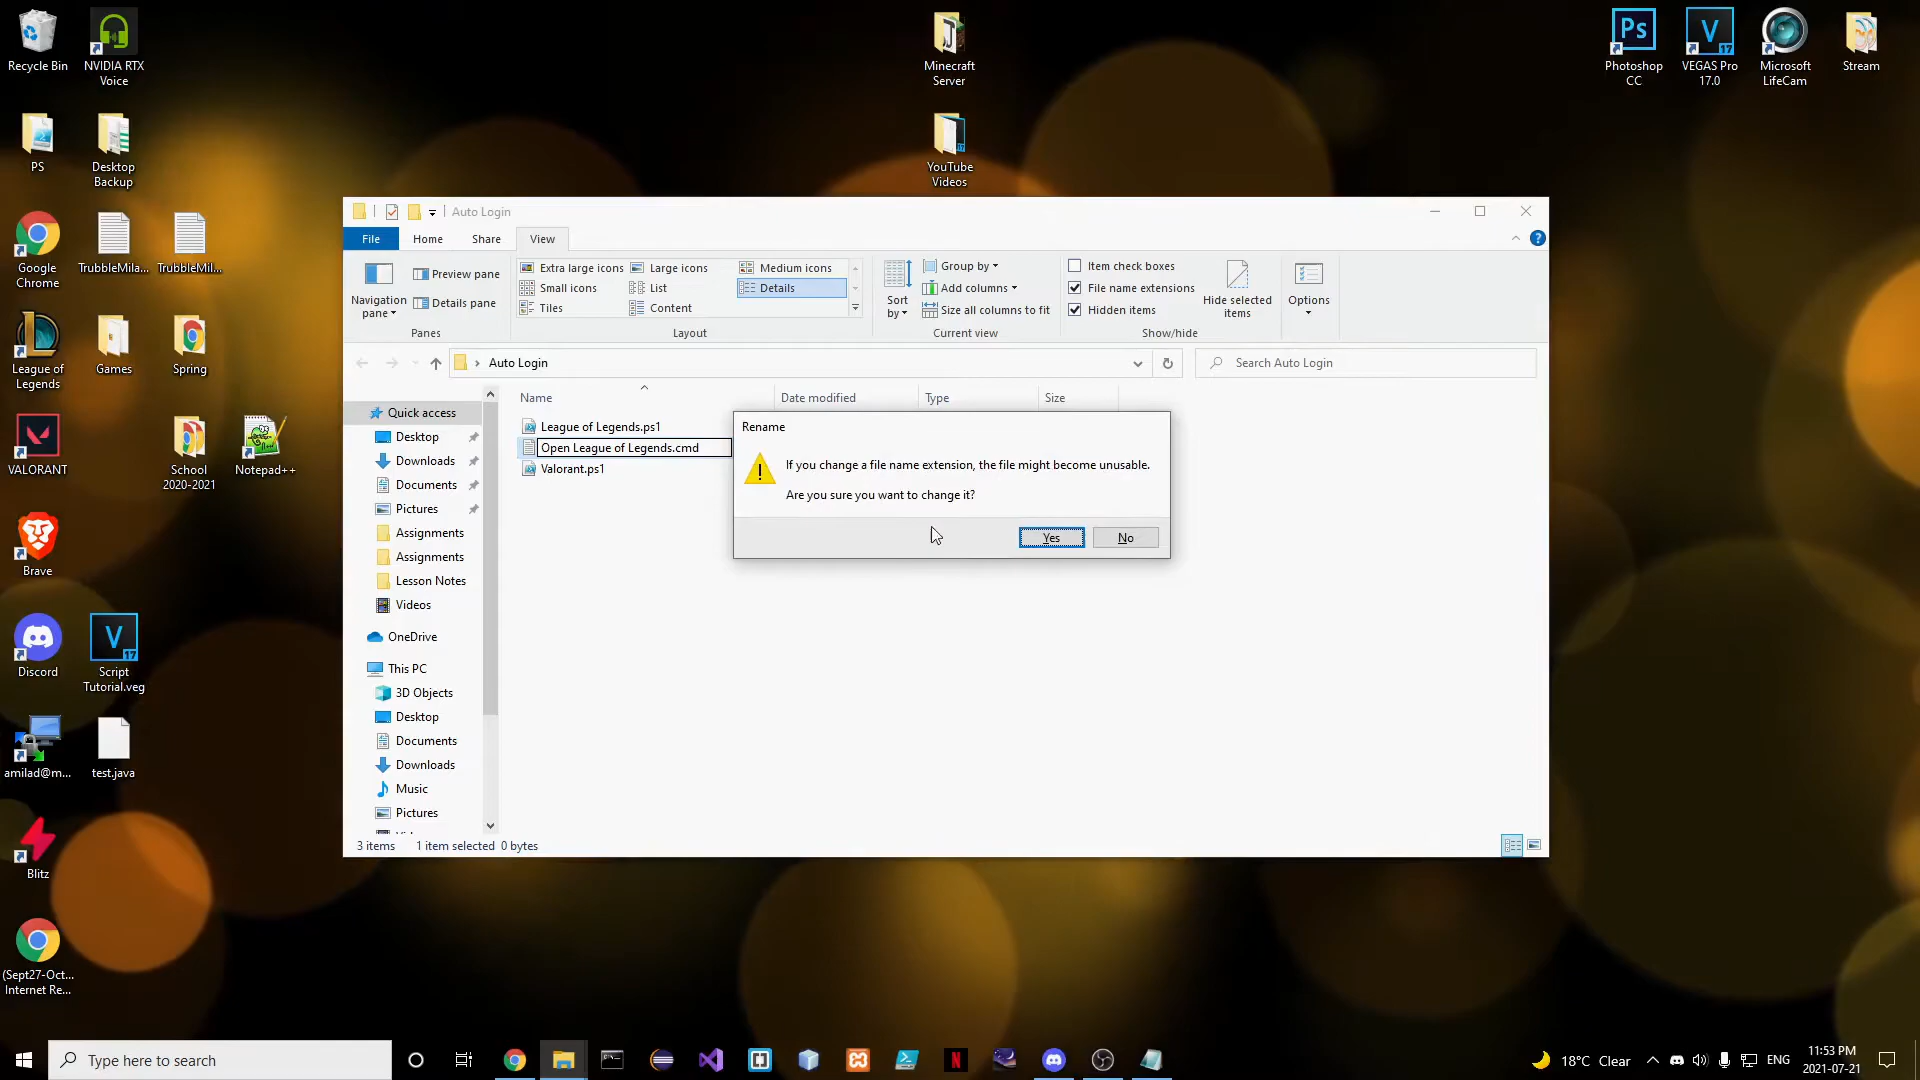 Recycle Bin
NVIDIA RTX
Voice
Minecraft
Server
Photoshop
CC
VEGAS Pro
17.0
Microsoft
LifeCam
Stream
PS
Desktop
Backup
YouTube
Videos
Google
Chrome
TrubbleMila...
TrubbleMil...
League of
Legends
Games
Spring
VALORANT
School
2020-2021
Notepad++
Brave
Discord
Script
Tutorial.veg
amilad@m...
test.java
Blitz
(Sept27-Oct...
Internet Re...
Auto Login
File
Home
Share
View
Navigation
pane
Preview pane
Details pane
Panes
Extra large icons
Large icons
Medium icons
Small icons
List
Details
Tiles
Content
Layout
Sort
by
Group by
Add columns
Size all columns to fit
Current view
Item check boxes
File name extensions
Hidden items
Hide selected
items
Show/hide
Options
Auto Login
Search Auto Login
Name
Date modified
Type
Size
League of Legends.ps1
Open League of Legends.cmd
Valorant.ps1
Rename
If you change a file name extension, the file might become unusable.
Are you sure you want to change it?
Yes
No
Quick access
Desktop
Downloads
Documents
Pictures
Assignments
Assignments
Lesson Notes
Videos
OneDrive
This PC
3D Objects
Desktop
Documents
Downloads
Music
Pictures
3 items
1 item selected 0 bytes
Type here to search
18°C Clear
ENG
11:53 PM
2021-07-21